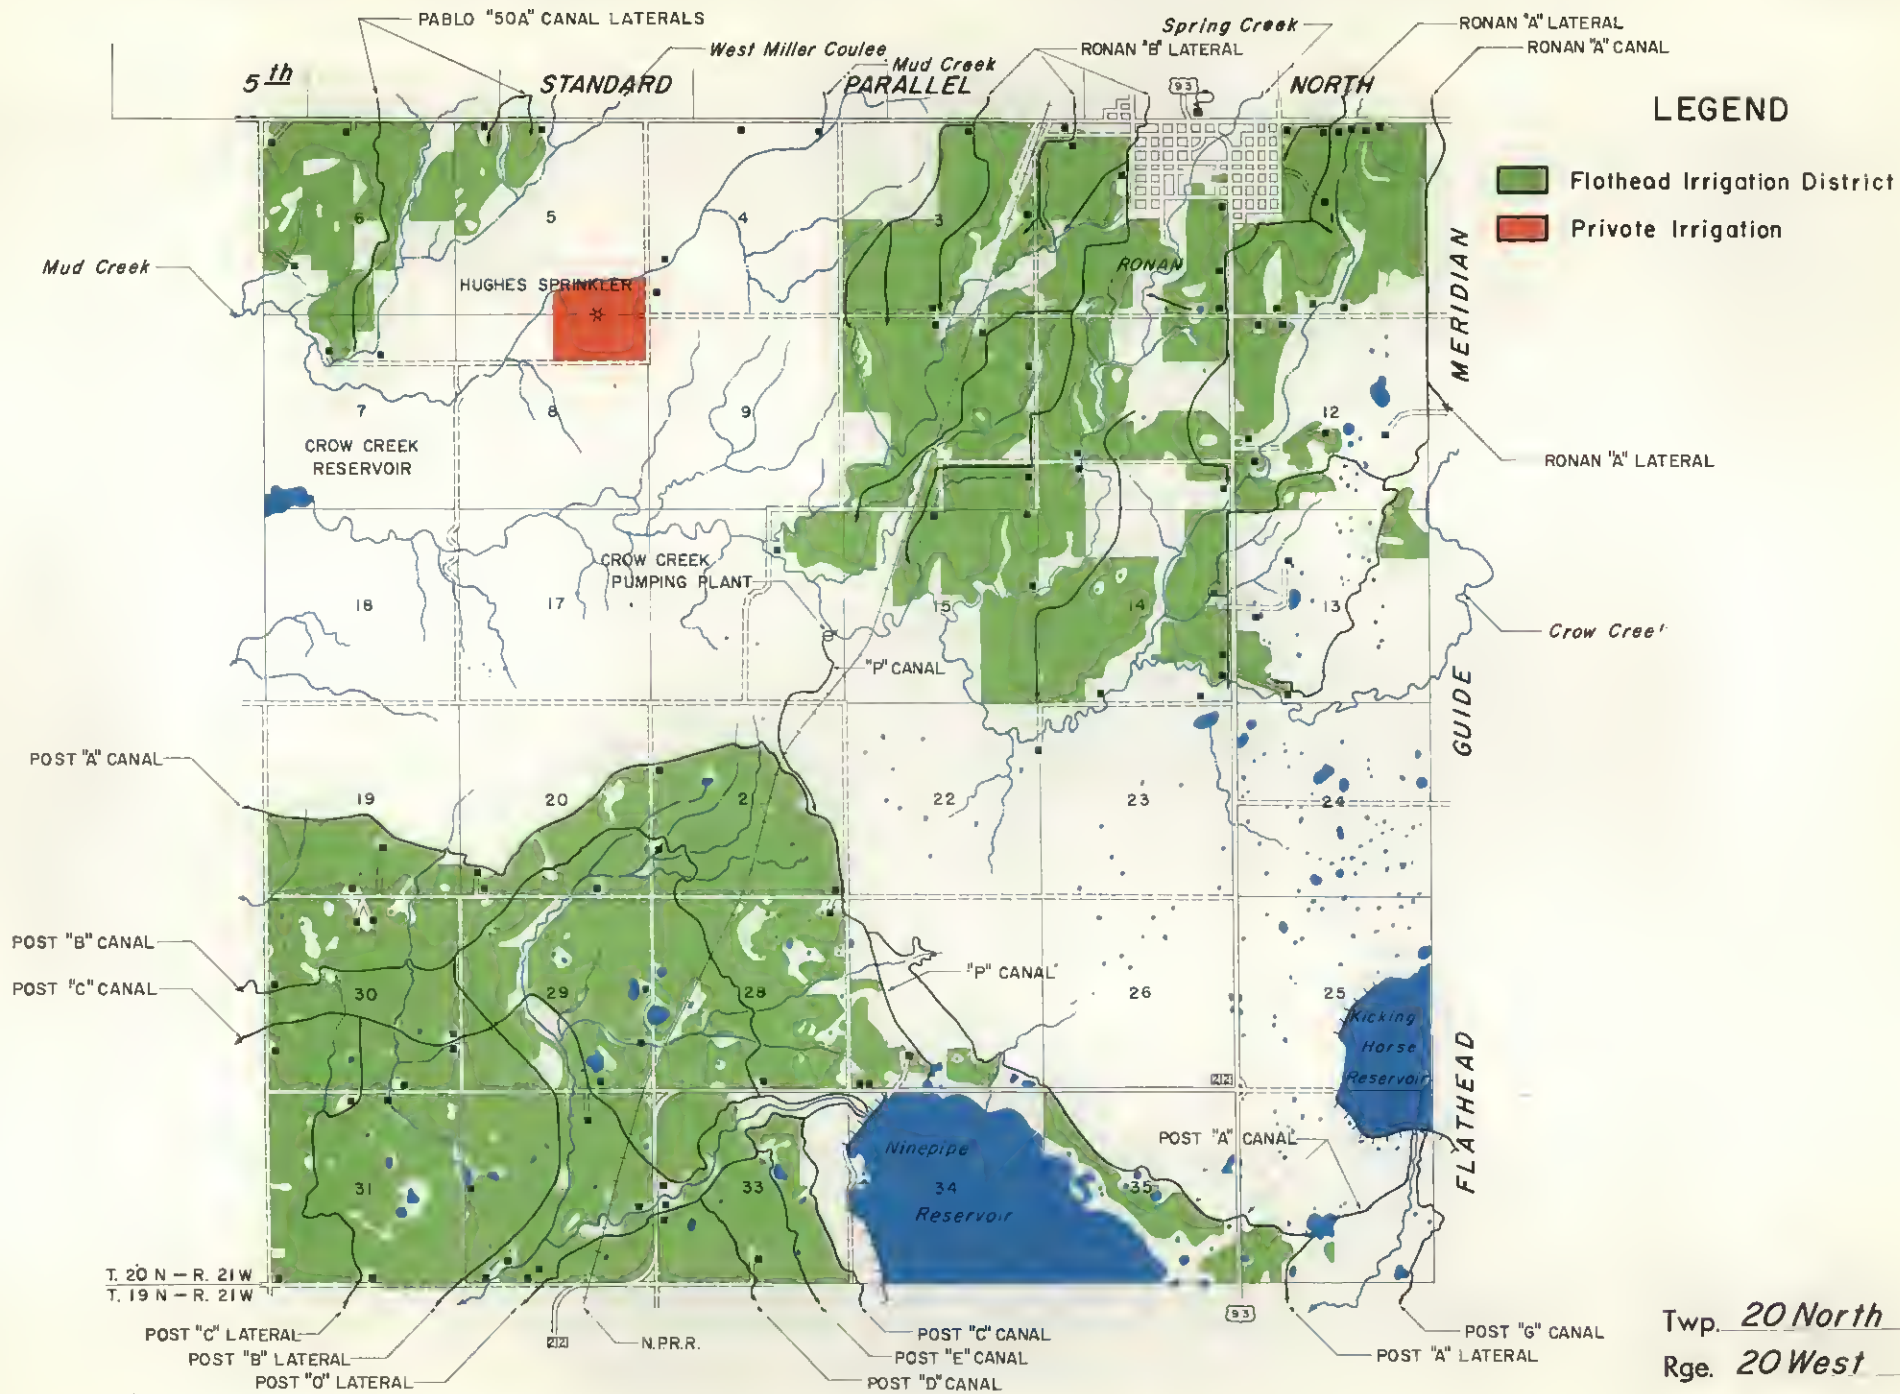 PABLO "50A" CANAL LATERALS
West Miller Coulee
Mud Creek
Spring Creek
RONAN "B" LATERAL
RONAN "A" LATERAL
RONAN "A" CANAL
5th STANDARD PARALLEL NORTH
93
LEGEND
Flothead Irrigation District
Privote Irrigation
6
5
4
3
Mud Creek
HUGHES SPRINKLER
RONAN
MERIDIAN
7
8
9
12
CROW CREEK
RESERVOIR
RONAN "A" LATERAL
CROW CREEK
PUMPING PLANT
18
17
15
14
13
Crow Cree
"P" CANAL
GUIDE
POST "A" CANAL
19
20
21
22
23
24
POST "B" CANAL
POST "C" CANAL
30
29
28
"P" CANAL
26
25
Kicking
Horse
Reservoir
212
FLATHEAD
POST "A" CANAL
Ninepipe
31
33
34
35
Reservoir
T. 20 N - R. 21 W
T. 19 N - R. 21 W
93
POST "C" LATERAL
POST "B" LATERAL
POST "O" LATERAL
212
N.P.R.R.
POST "C" CANAL
POST "E" CANAL
POST "D" CANAL
POST "G" CANAL
POST "A" LATERAL
Twp. 20 North
Rge. 20 West